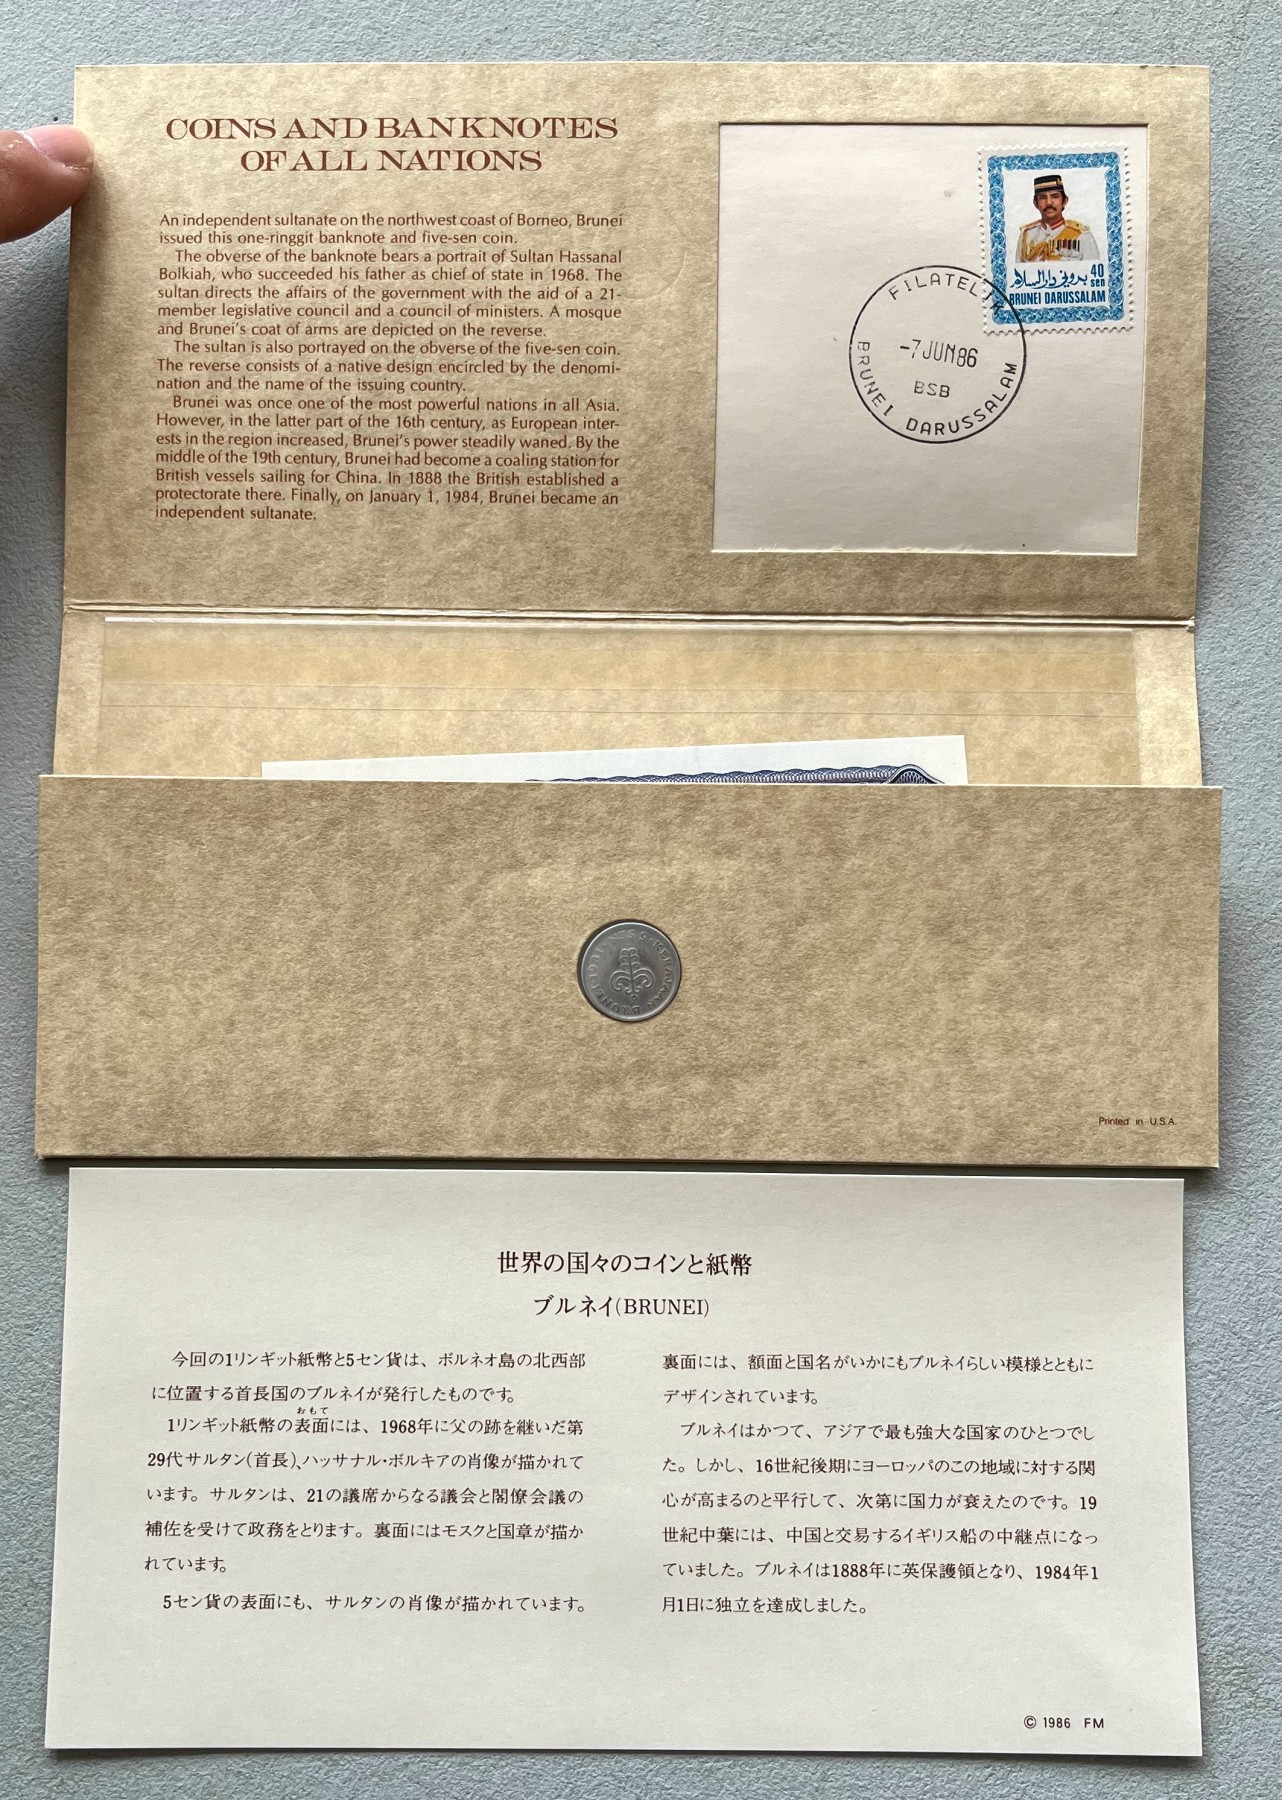 COINS AND BANKNOTES
OF ALL NATIONS
An independent sultanate on the northwest coast of Borneo, Brunei
issued this one-ringgit banknote and five-sen coin.
The obverse of the banknote bears a portrait of Sultan Hassanal
Bolkiah, who succeeded his father as chief of state in 1968. The
sultan directs the affairs of the government with the aid of a 21-
member legislative council and a council of ministers. A mosque
and Brunei's coat of arms are depicted on the reverse.
The sultan is also portrayed on the obverse of the five-sen coin.
The reverse consists of a native design encircled by the denomi-
nation and the name of the issuing country.
Brunei was once one of the most powerful nations in all Asia.
However, in the latter part of the 16th century, as European inter-
ests in the region increased, Brunei's power steadily waned. By the
middle of the 19th century, Brunei had become a coaling station for
British vessels sailing for China. In 1888 the British established a
protectorate there. Finally, on January 1, 1984, Brunei became an
independent sultanate.
بروني دارالسلام
40
sen
BRUNEI DARUSSALAM
-7 JUN 86
BSB
BRUNEI DARUSSALAM
KERAJAAN BRUNEI
5 SEN
Printed in U.S.A.
世界の国々のコインと紙幣
ブルネイ(BRUNEI)
今回の1リンギット紙幣と5セン貨は、ボルネオ島の北西部
に位置する首長国のブルネイが発行したものです。
おもて
1リンギット紙幣の表面には、1968年に父の跡を継いだ第
29代サルタン(首長)、ハッサナル・ボルキアの肖像が描かれて
います。サルタンは、21の議席からなる議会と閣僚会議の
補佐を受けて政務をとります。裏面にはモスクと国章が描か
れています。
5セン貨の表面にも、サルタンの肖像が描かれています。
裏面には、額面と国名がいかにもブルネイらしい模様とともに
デザインされています。
ブルネイはかつて、アジアで最も強大な国家のひとつでし
た。しかし、16世紀後期にヨーロッパのこの地域に対する関
心が高まるのと平行して、次第に国力が衰えたのです。19
世紀中葉には、中国と交易するイギリス船の中継点になっ
ていました。ブルネイは1888年に英保護領となり、1984年1
月1日に独立を達成しました。
© 1986 FM